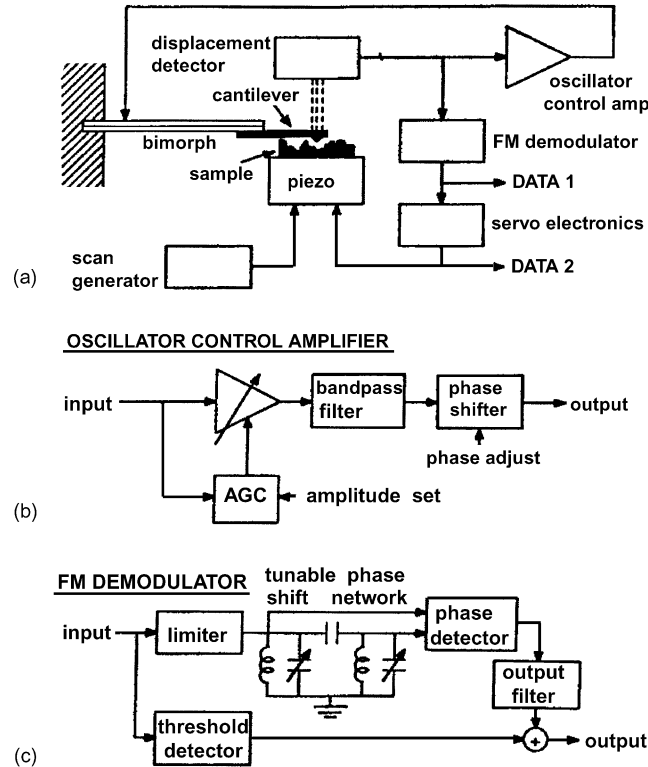 displacement
detector
cantilever
oscillator
control amp
bimorph
FM demodulator
sample
DATA 1
piezo
servo electronics
scan
generator
DATA 2
(a)
OSCILLATOR CONTROL AMPLIFIER
input
bandpass
filter
phase
shifter
output
phase adjust
AGC
amplitude set
(b)
FM DEMODULATOR
tunable phase
shift network
input
limiter
phase
detector
output
filter
threshold
detector
+
output
(c)